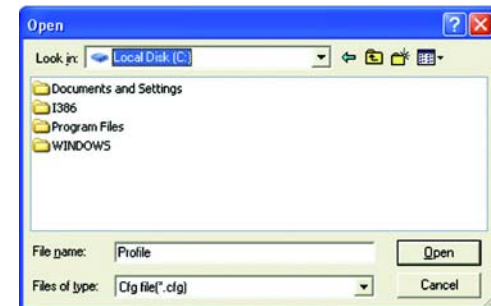 Open
Look in: Local Disk (C:)
Documents and Settings
I386
Program Files
WINDOWS
File name: Profile Open
Files of type: Cfg file(*.cfg) Cancel